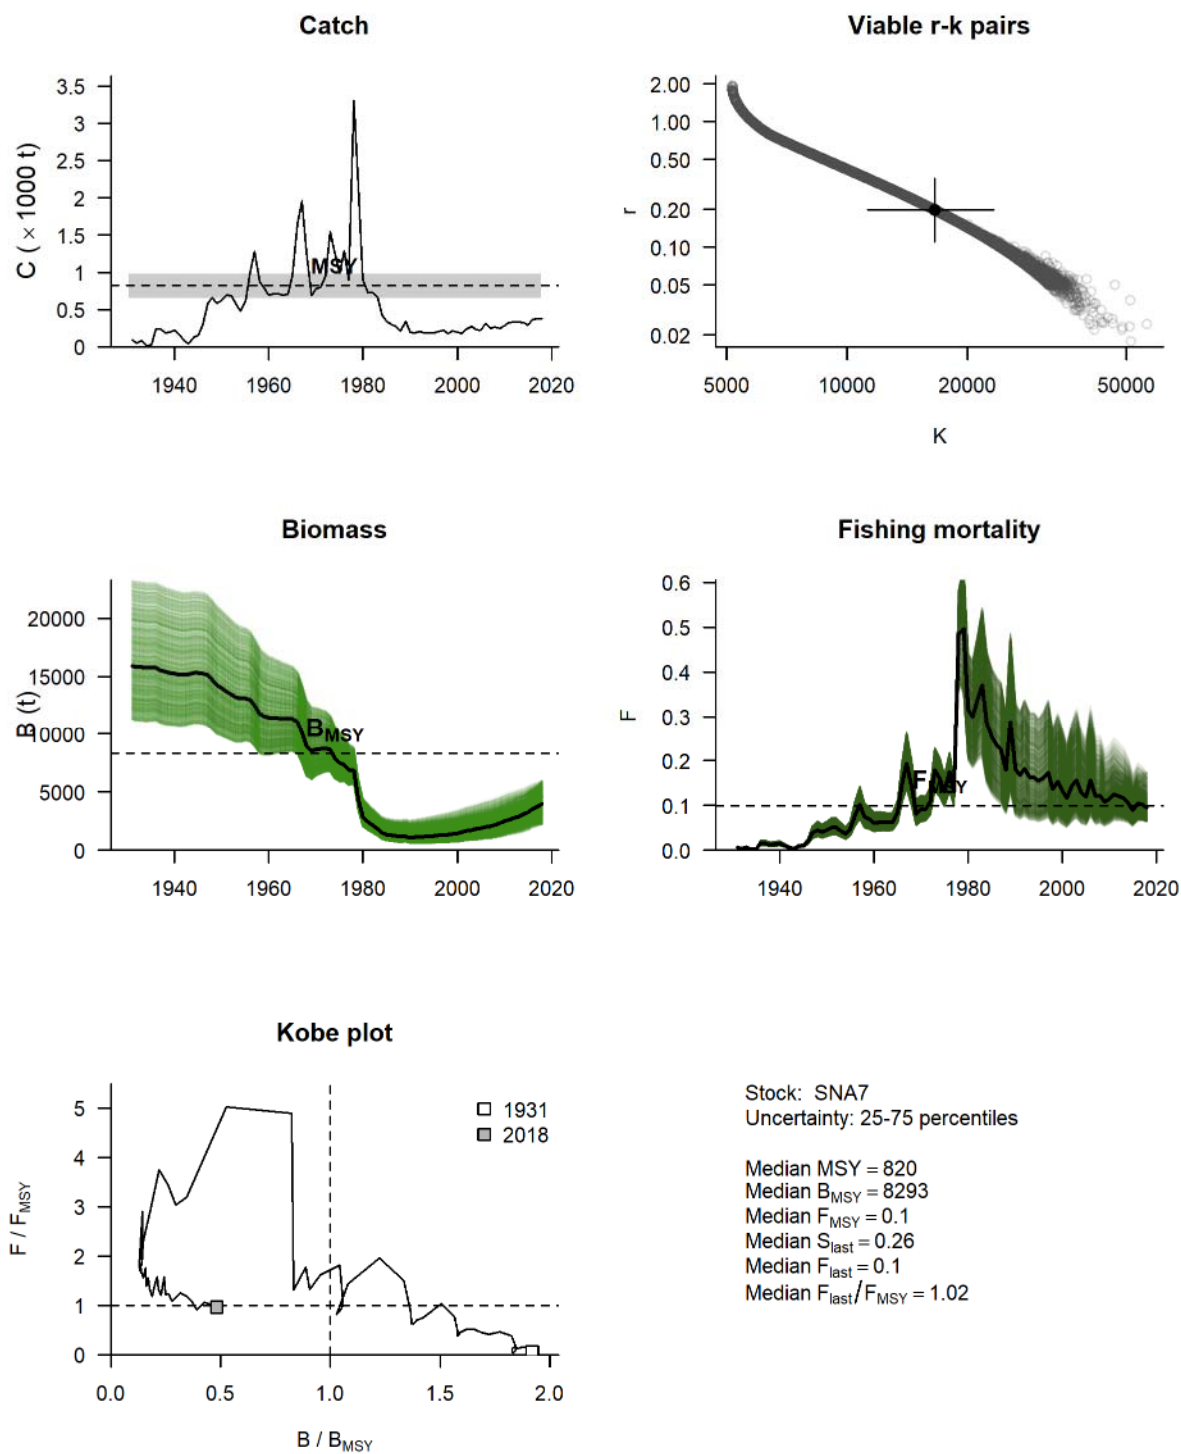 Catch
C ( × 1000 t)
3.5
3
2.5
2
1.5
1
0.5
0
MSY
1940 1960 1980 2000 2020
Viable r-k pairs
r
2.00
1.00
0.50
0.20
0.10
0.05
0.02
5000 10000 20000 50000
K
Biomass
B (t)
20000
15000
10000
5000
0
BMSY
1940 1960 1980 2000 2020
Fishing mortality
F
0.6
0.5
0.4
0.3
0.2
0.1
0.0
FMSY
1940 1960 1980 2000 2020
Kobe plot
F / FMSY
5
4
3
2
1
0
1931
2018
0.0 0.5 1.0 1.5 2.0
B / BMSY
Stock: SNA7
Uncertainty: 25-75 percentiles
Median MSY = 820
Median BMSY = 8293
Median FMSY = 0.1
Median Slast = 0.26
Median Flast = 0.1
Median Flast/FMSY = 1.02